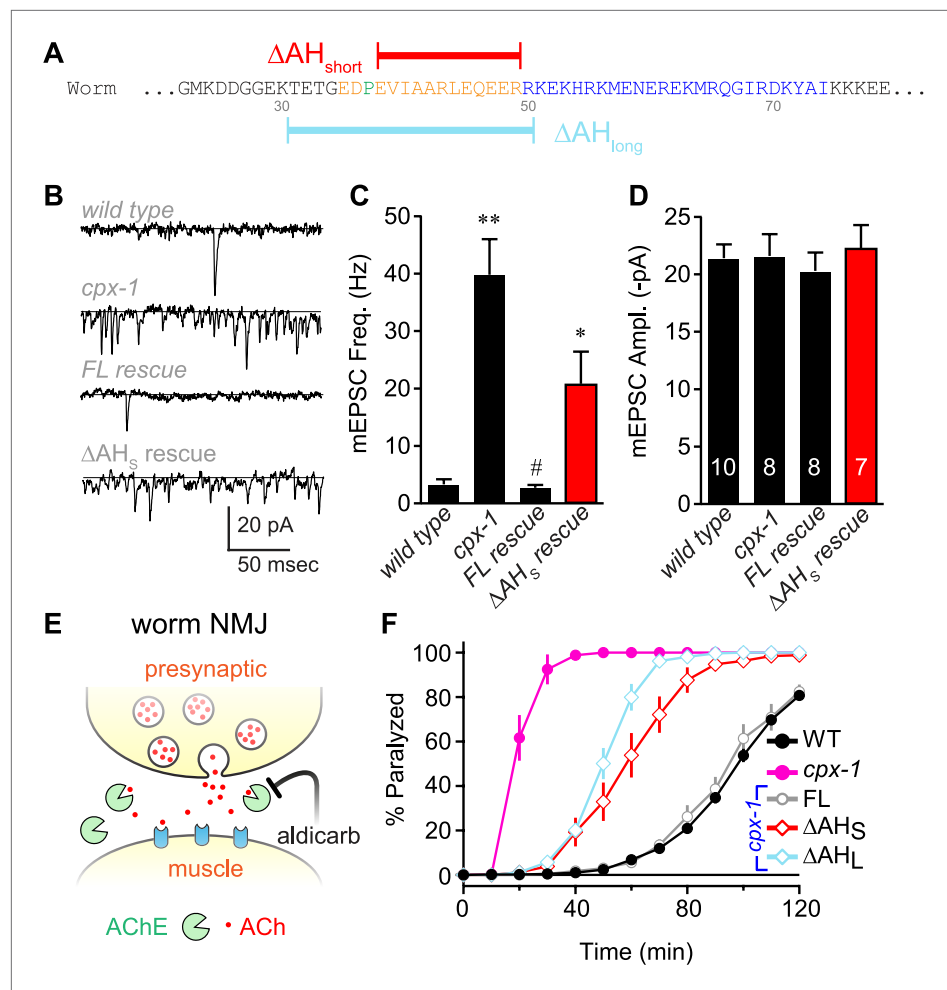 A
ΔAHshort
Worm ...GMKDDGGEKTETGEDPEVIAARLEQEERRKEKHRKMENEREKMRQGIRDKYAIKKKEE...
30 50 70
ΔAHlong
B
wild type
cpx-1
FL rescue
ΔAHS rescue
20 pA
50 msec
C
mEPSC Freq. (Hz)
50
40
30
20
10
0
**
#
*
wild type
cpx-1
FL rescue
ΔAHS rescue
D
mEPSC Ampl. (-pA)
25
20
15
10
5
0
10 8 8 7
wild type
cpx-1
FL rescue
ΔAHS rescue
E
worm NMJ
presynaptic
aldicarb
muscle
AChE ACh
F
% Paralyzed
100
80
60
40
20
0
WT
cpx-1
FL
ΔAHS
ΔAHL
cpx-1
0 40 80 120
Time (min)